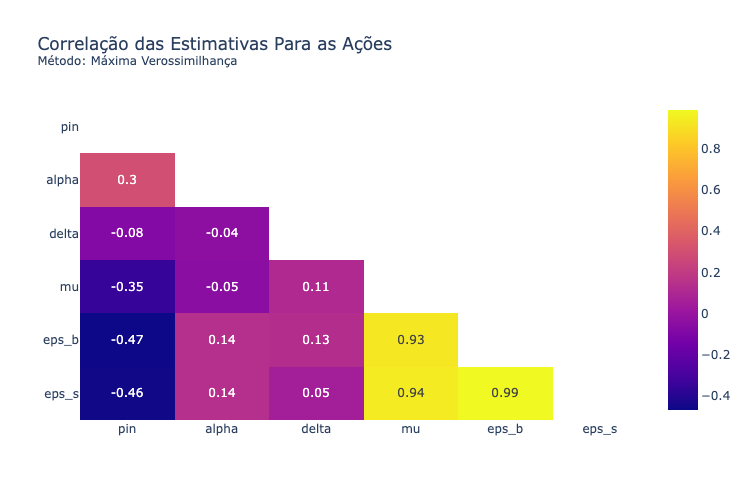 Correlação das Estimativas Para as Ações
Método: Máxima Verossimilhança
pin
alpha 0.3
delta -0.08 -0.04
mu -0.35 -0.05 0.11
eps_b -0.47 0.14 0.13 0.93
eps_s -0.46 0.14 0.05 0.94 0.99
pin alpha delta mu eps_b eps_s
0.8
0.6
0.4
0.2
0
−0.2
−0.4